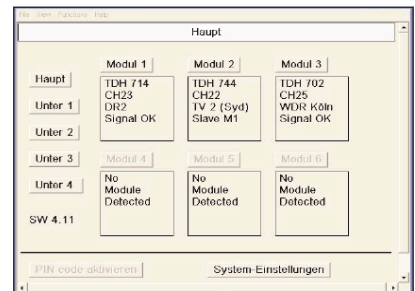 File View Functions Help
Haupt
Haupt
Unter 1
Unter 2
Unter 3
Unter 4
SW 4.11
Modul 1
TDH 714
CH23
DR2
Signal OK
Modul 2
TDH 744
CH22
TV 2 (Syd)
Slave M1
Modul 3
TDH 702
CH25
WDR Köln
Signal OK
Modul 4
No
Module
Detected
Modul 5
No
Module
Detected
Modul 6
No
Module
Detected
PIN code aktivieren
System-Einstellungen